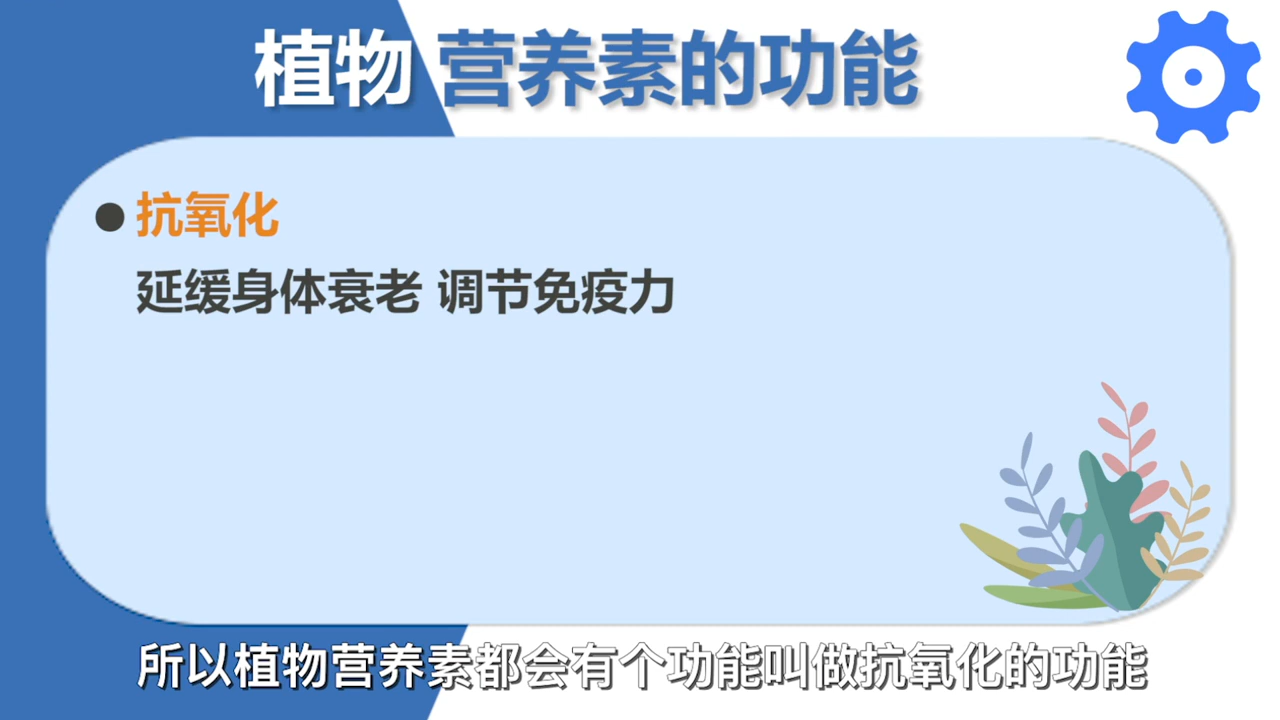 植物营养素的功能
●抗氧化
延缓身体衰老 调节免疫力
所以植物营养素都会有个功能叫做抗氧化的功能